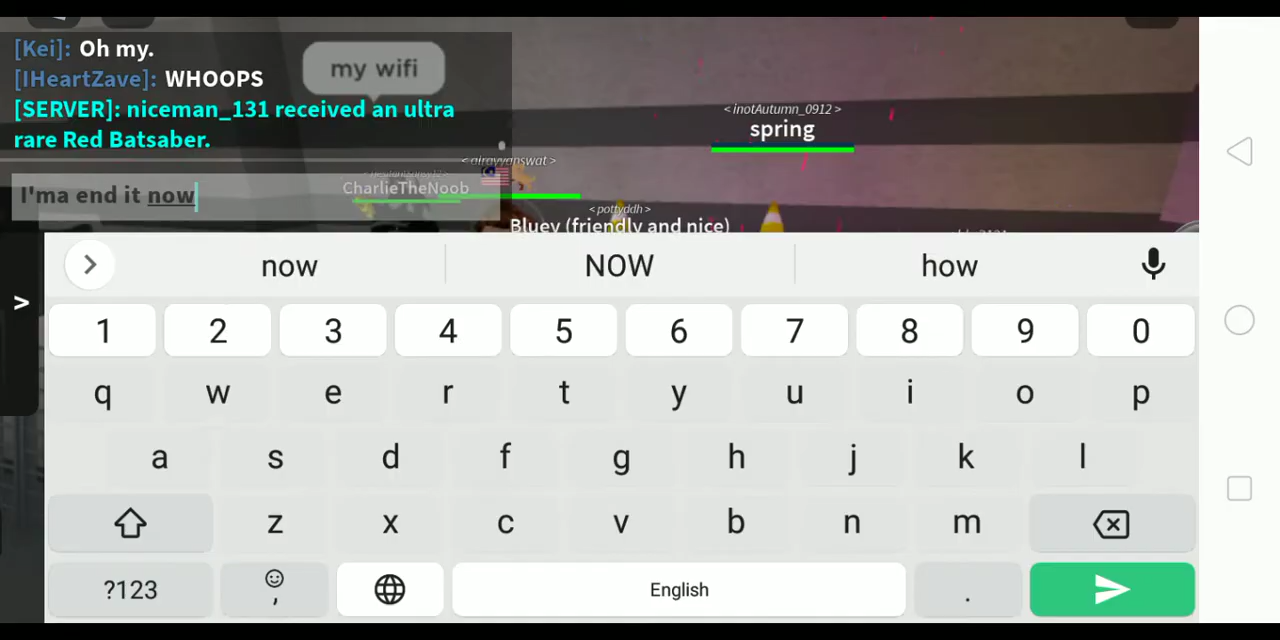 [Kei]: Oh my.
my wifi
[IHeartZave]: WHOOPS
[SERVER]: niceman_131 received an ultra
rare Red Batsaber.
< inotAutumn_0912 >
spring
CharlieTheNoob
I'ma end it now
< pottyddh >
Bluey (friendly and nice)
>
now NOW how
>
1 2 3 4 5 6 7 8 9 0
q w e r t y u i o p
a s d f g h j k l
z x c v b n m
?123 , English .